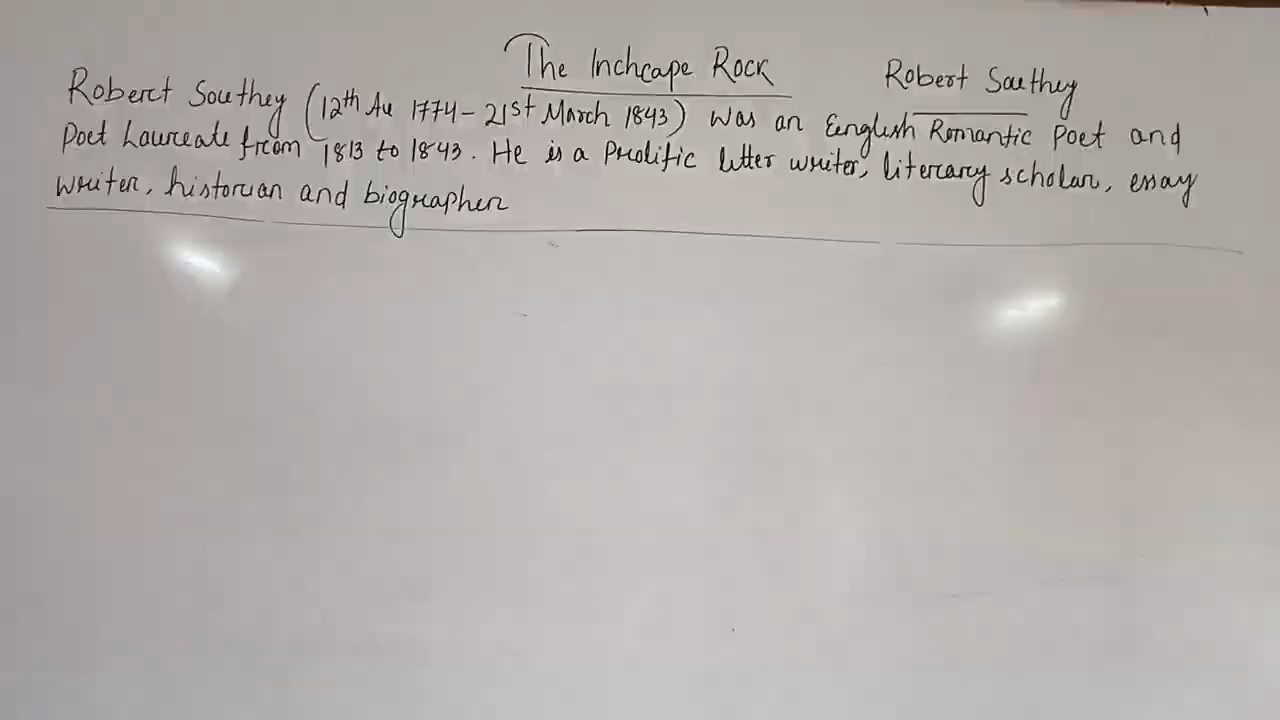 The Inchcape Rock
Robert Southey
Robert Southey (12th Au 1774 - 21st March 1843) was an English Romantic Poet and
Poet Laureate from 1813 to 1843. He is a Prolific letter writer, literary scholar, essay
writer, historian and biographer